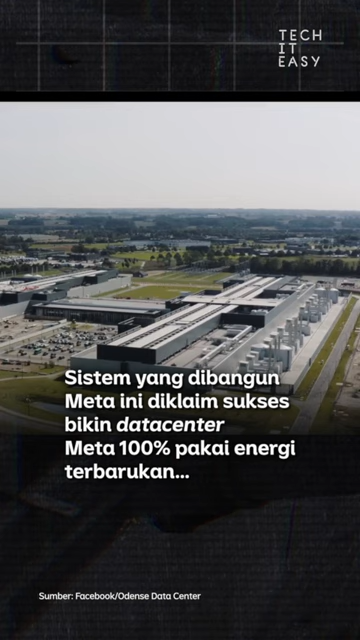 TECH
IT
EASY
Sistem yang dibangun
Meta ini diklaim sukses
bikin datacenter
Meta 100% pakai energi
terbarukan...
Sumber: Facebook/Odense Data Center